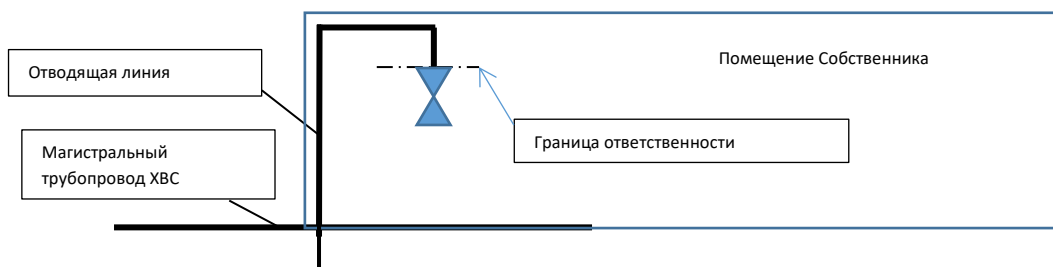 Помещение Собственника
Отводящая линия
Граница ответственности
Магистральный
трубопровод ХВС